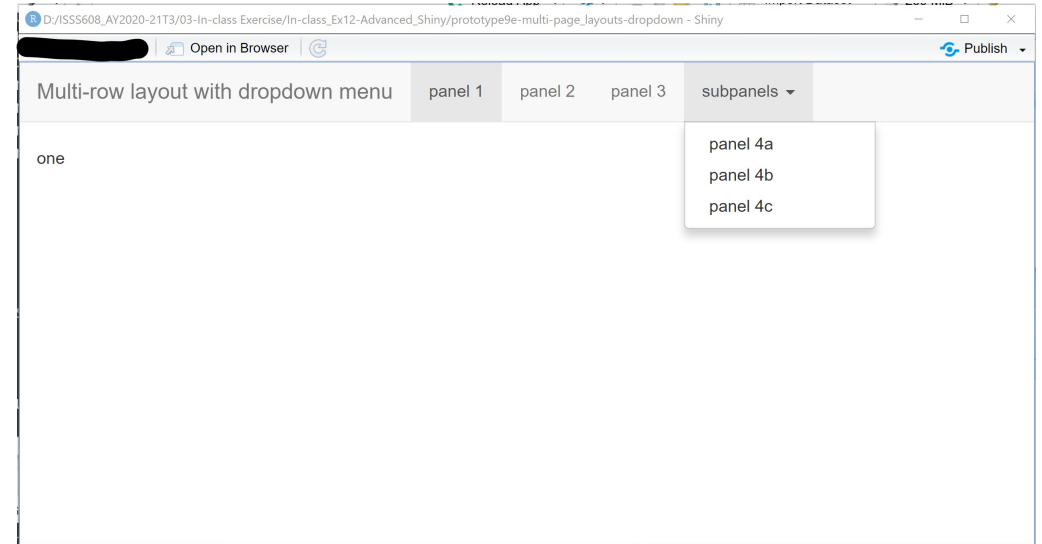 D:/ISSS608_AY2020-21T3/03-In-class Exercise/In-class_Ex12-Advanced_Shiny/prototype9e-multi-page_layouts-dropdown - Shiny
Open in Browser
Publish
Multi-row layout with dropdown menu
panel 1
panel 2
panel 3
subpanels
one
panel 4a
panel 4b
panel 4c